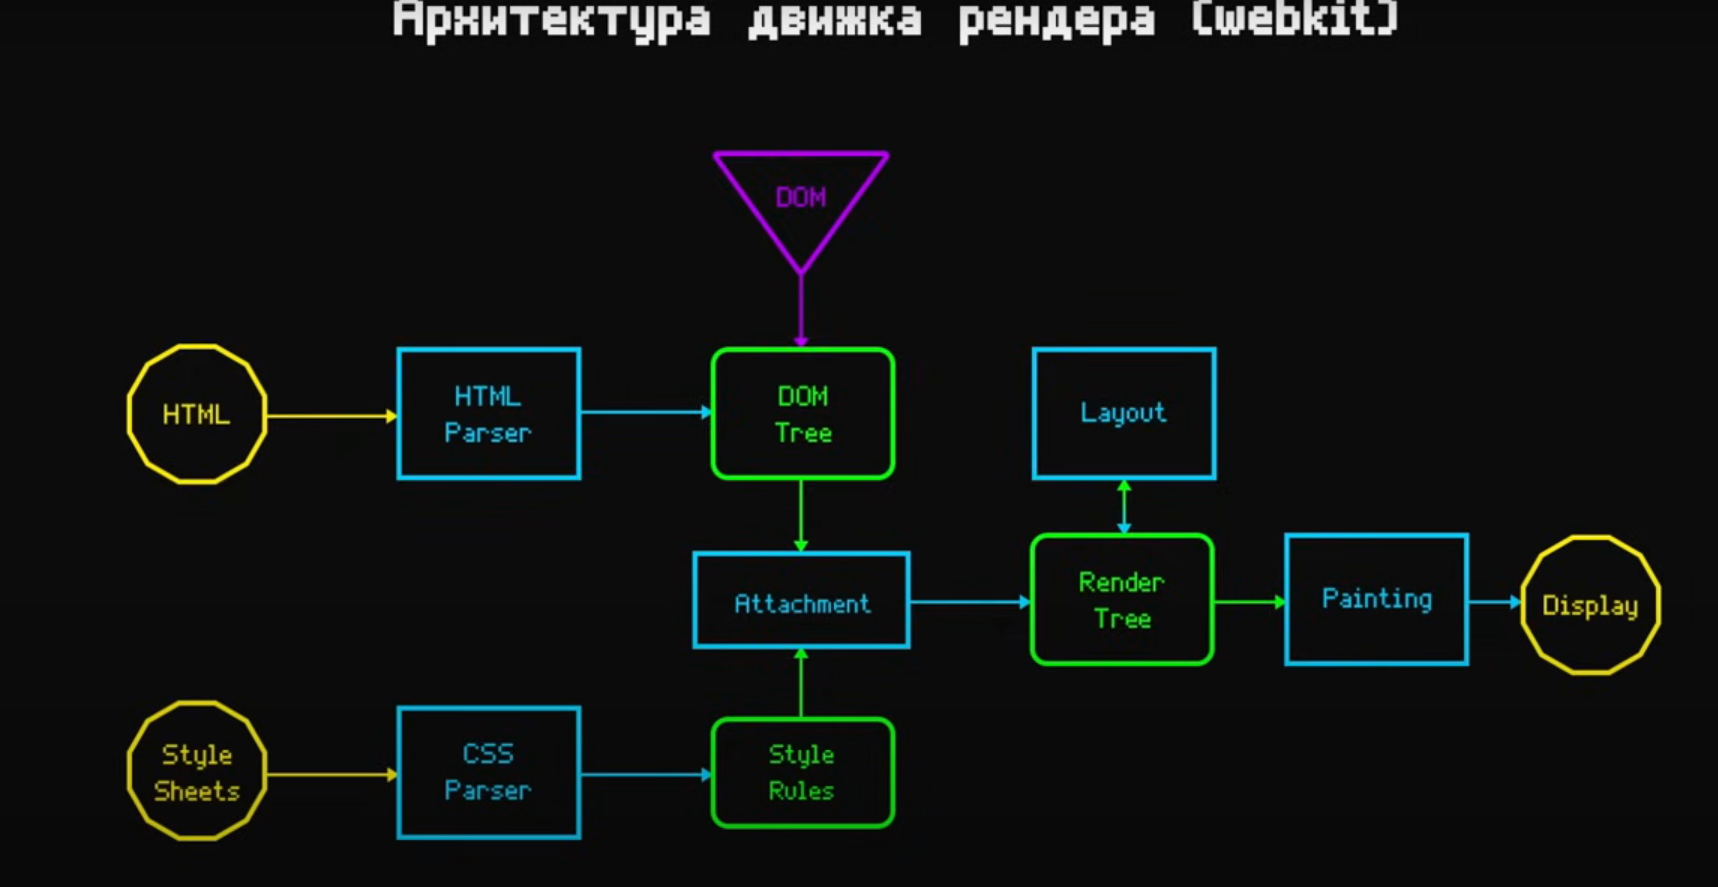 Архитектура движка рендера (webkit)
DOM
HTML
HTML
Parser
DOM
Tree
Layout
Attachment
Render
Tree
Painting
Display
Style
Sheets
CSS
Parser
Style
Rules